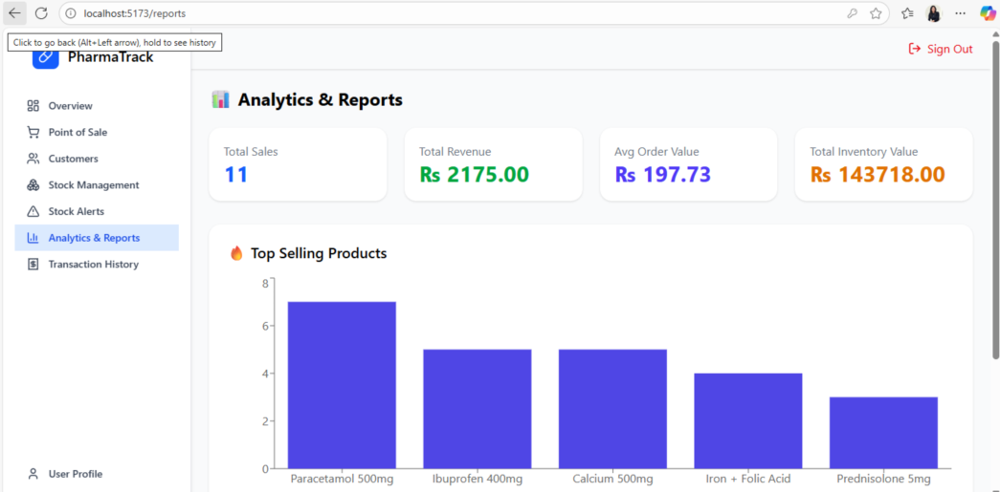 localhost:5173/reports
Click to go back (Alt+Left arrow), hold to see history
PharmaTrack
Sign Out
Overview
Point of Sale
Customers
Stock Management
Stock Alerts
Analytics & Reports
Transaction History
User Profile
Analytics & Reports
Total Sales
11
Total Revenue
₨ 2175.00
Avg Order Value
₨ 197.73
Total Inventory Value
₨ 143718.00
Top Selling Products
8
6
4
2
0
Paracetamol 500mg Ibuprofen 400mg Calcium 500mg Iron + Folic Acid Prednisolone 5mg